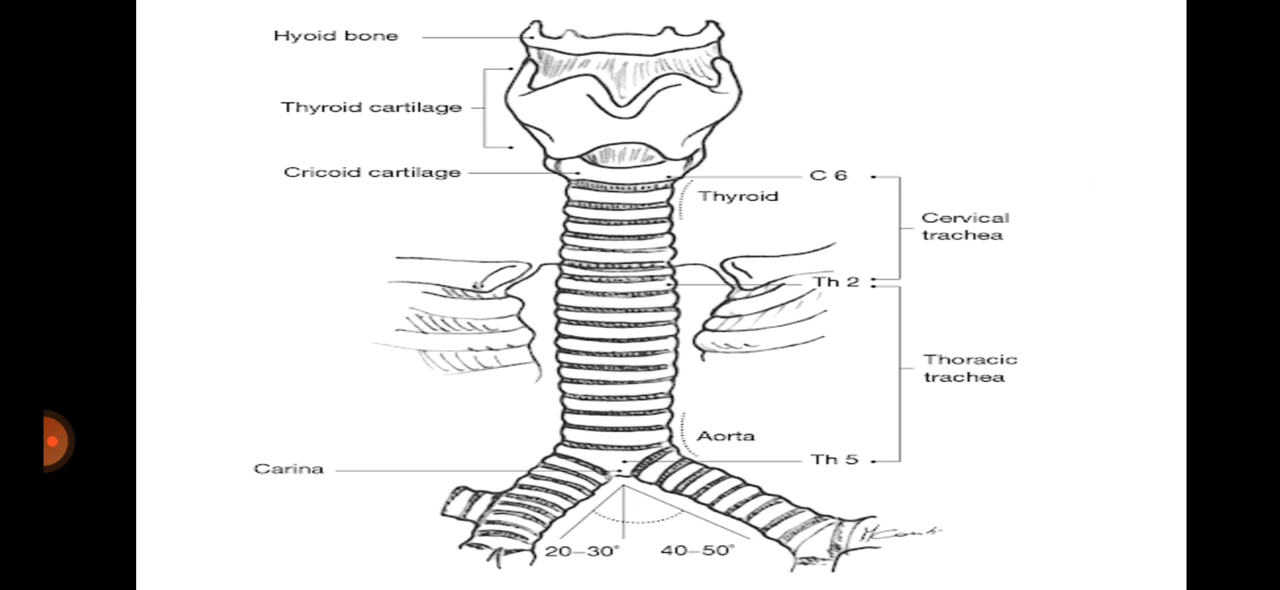 Hyoid bone
Thyroid cartilage
Cricoid cartilage
C 6
Thyroid
Cervical
trachea
Th 2
Thoracic
trachea
Aorta
Th 5
Carina
20–30°
40–50°